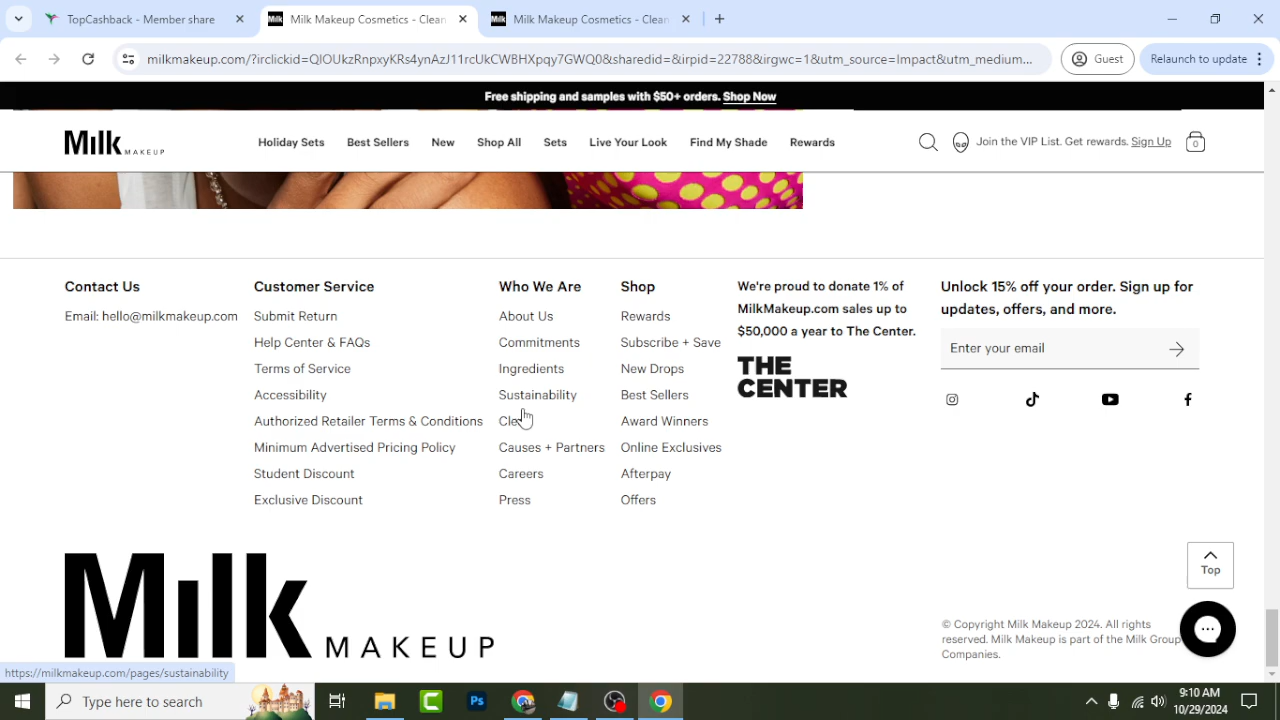 TopCashBack - Member share
Milk Makeup Cosmetics - Clean
Milk Makeup Cosmetics - Clean
milkmakeup.com/?irclickid=QIOUkzRnpxyKRs4ynAzJ11rcUkCWBHXpqy7GWQ0&sharedid=&irpid=22788&irgwc=1&utm_source=Impact&utm_medium...
Guest
Relaunch to update
Free shipping and samples with $50+ orders. Shop Now
Milk MAKEUP
Holiday Sets
Best Sellers
New
Shop All
Sets
Live Your Look
Find My Shade
Rewards
Join the VIP List. Get rewards. Sign Up
0
Contact Us
Email: hello@milkmakeup.com
Customer Service
Submit Return
Help Center & FAQs
Terms of Service
Accessibility
Authorized Retailer Terms & Conditions
Minimum Advertised Pricing Policy
Student Discount
Exclusive Discount
Who We Are
About Us
Commitments
Ingredients
Sustainability
Cle
Causes + Partners
Careers
Press
Shop
Rewards
Subscribe + Save
New Drops
Best Sellers
Award Winners
Online Exclusives
Afterpay
Offers
We're proud to donate 1% of
MilkMakeup.com sales up to
$50,000 a year to The Center.
THE
CENTER
Unlock 15% off your order. Sign up for
updates, offers, and more.
Enter your email
Top
Milk MAKEUP
© Copyright Milk Makeup 2024. All rights
reserved. Milk Makeup is part of the Milk Group
Companies.
https://milkmakeup.com/pages/sustainability
Type here to search
Ps
9:10 AM
10/29/2024